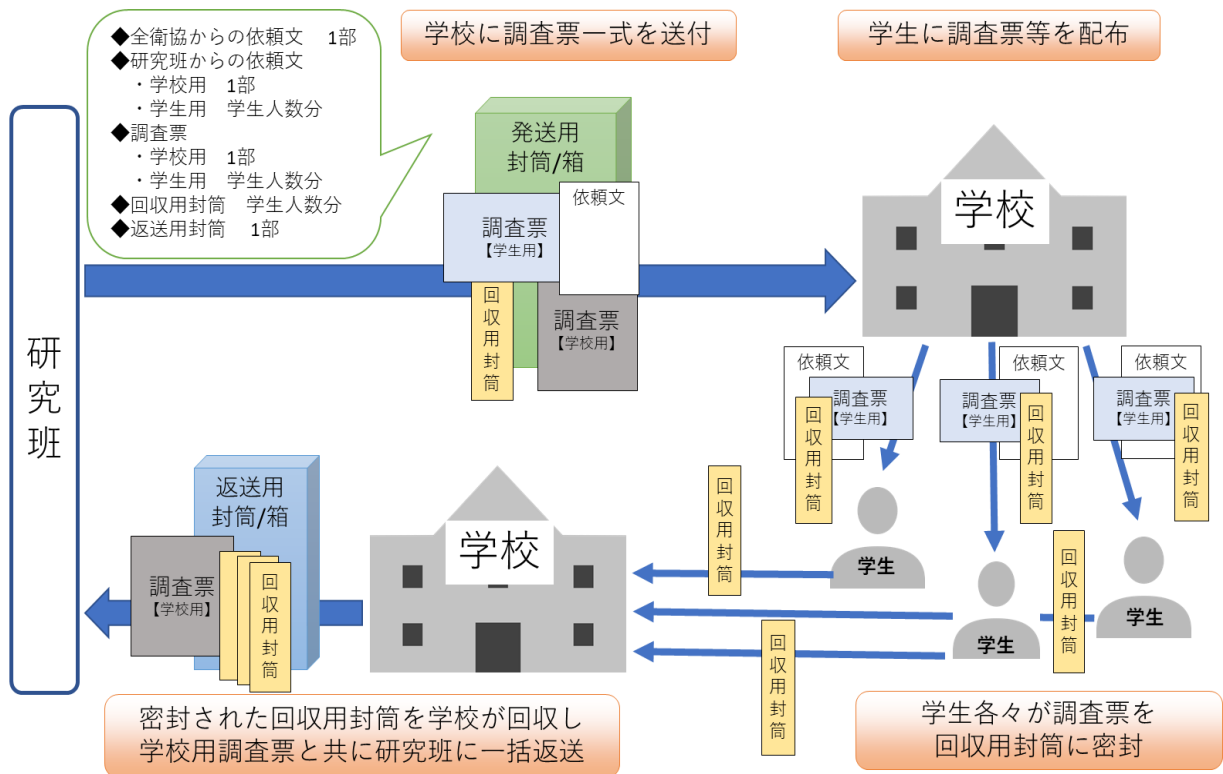 ◆全衛協からの依頼文　1部
◆研究班からの依頼文
・学校用　1部
・学生用　学生人数分
◆調査票
・学校用　1部
・学生用　学生人数分
◆回収用封筒　学生人数分
◆返送用封筒　1部
学校に調査票一式を送付
学生に調査票等を配布
研究班
発送用
封筒/箱
依頼文
調査票
【学生用】
回収用封筒
調査票
【学校用】
学校
依頼文
調査票
【学生用】
回収用封筒
依頼文
調査票
【学生用】
回収用封筒
依頼文
調査票
【学生用】
回収用封筒
学生
学生
学生
回収用封筒
回収用封筒
回収用封筒
学校
返送用
封筒/箱
調査票
【学校用】
回収用封筒
密封された回収用封筒を学校が回収し
学校用調査票と共に研究班に一括返送
学生各々が調査票を
回収用封筒に密封